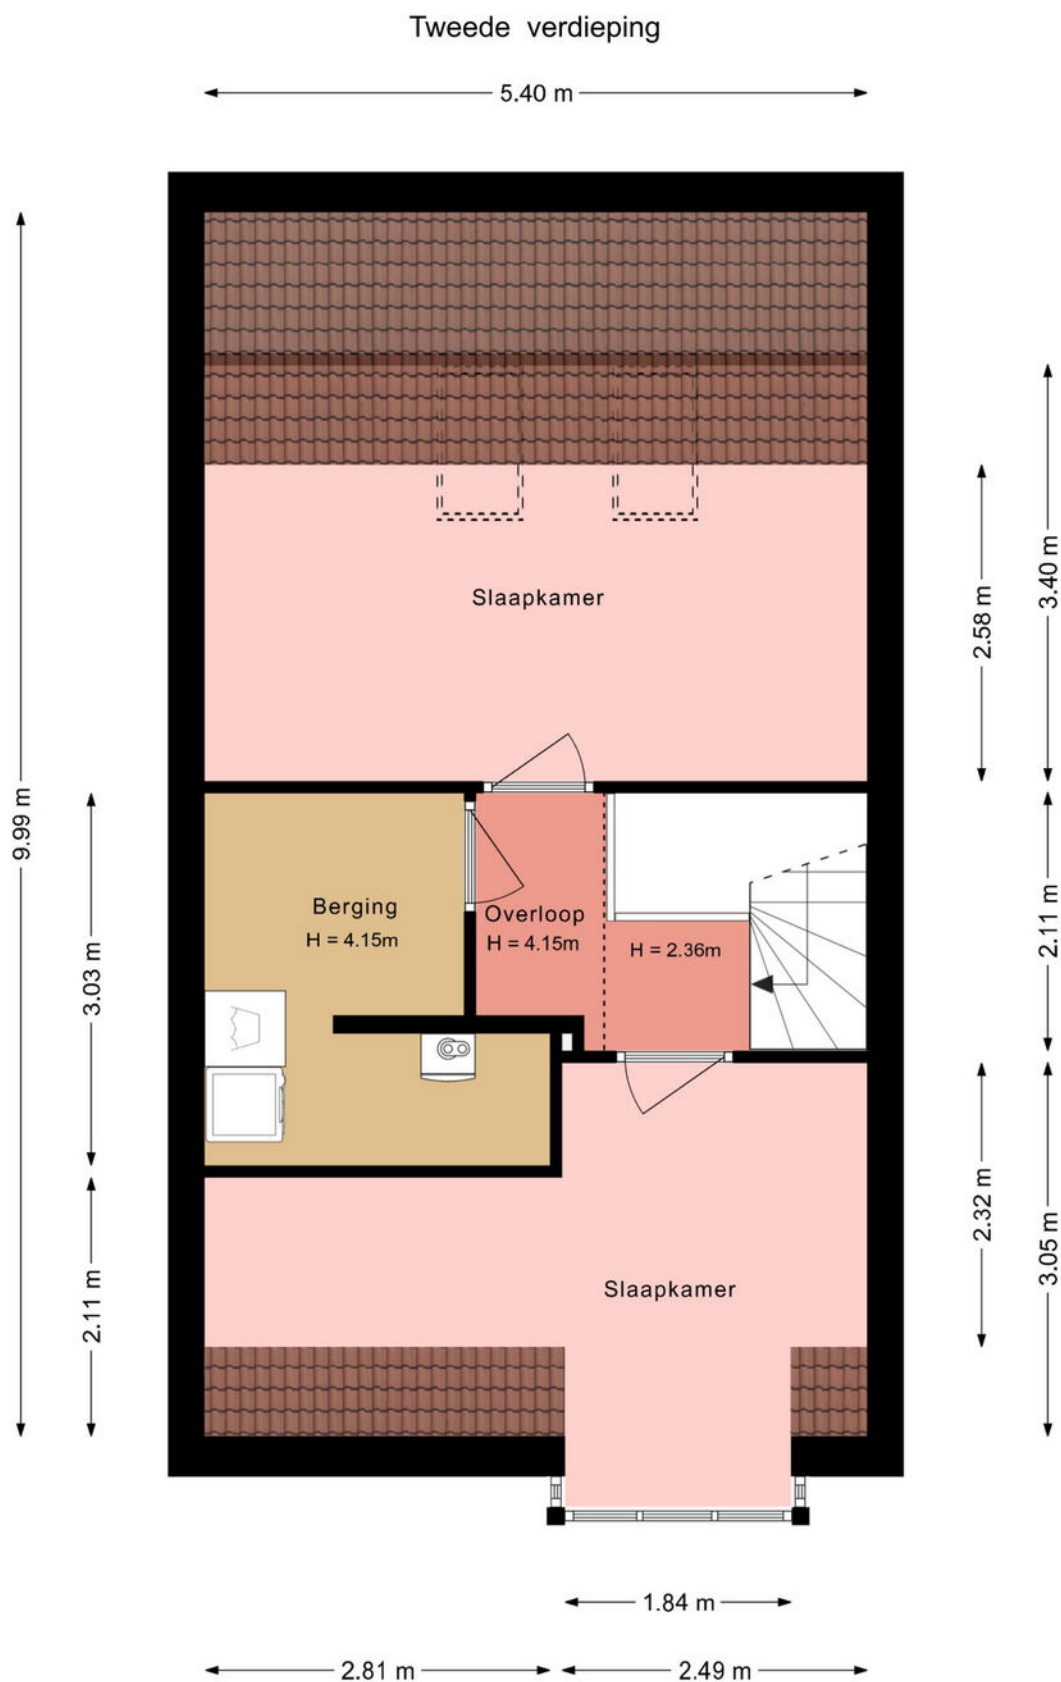 Tweede verdieping
5.40 m
9.99 m
3.40 m
2.58 m
Slaapkamer
3.03 m
Berging
H = 4.15m
Overloop
H = 4.15m
H = 2.36m
2.11 m
2.11 m
2.32 m
3.05 m
Slaapkamer
1.84 m
2.81 m
2.49 m